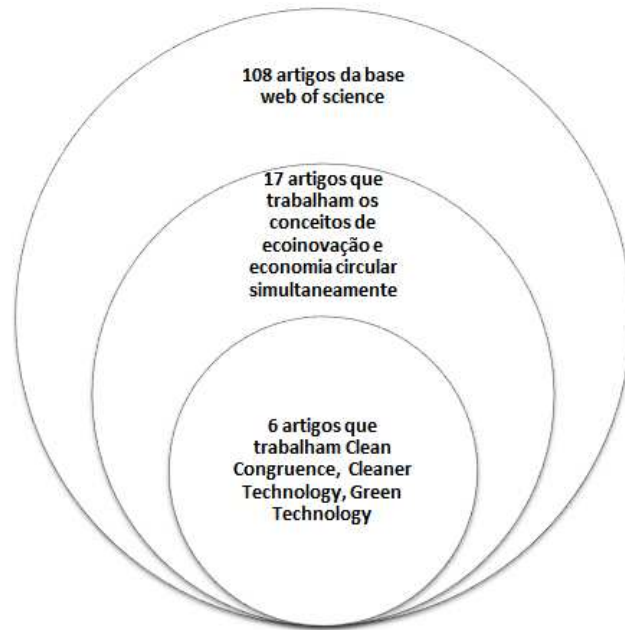 108 artigos da base
web of science
17 artigos que
trabalham os
conceitos de
ecoinovação e
economia circular
simultaneamente
6 artigos que
trabalham Clean
Congruence, Cleaner
Technology, Green
Technology